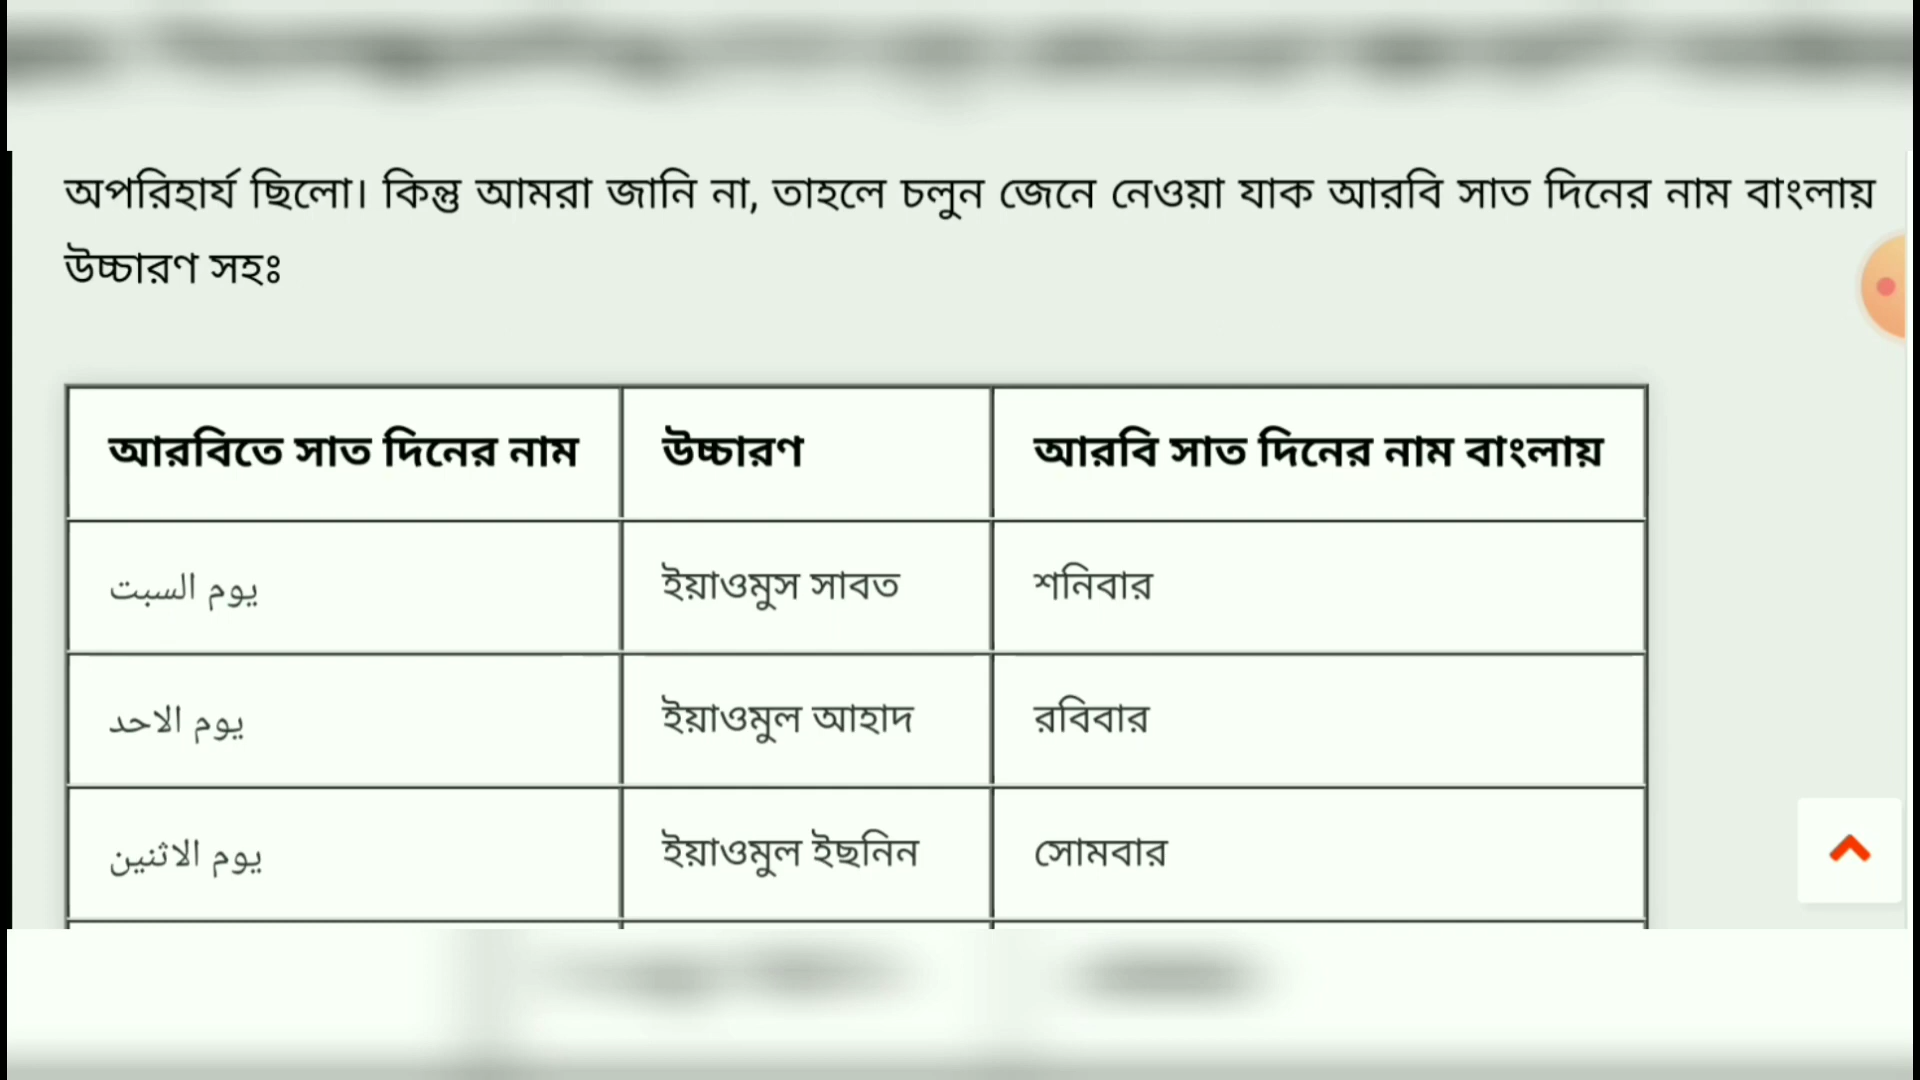 অপরিহার্য ছিলো। কিন্তু আমরা জানি না, তাহলে চলুন জেনে নেওয়া যাক আরবি সাত দিনের নাম বাংলায়
উচ্চারণ সহঃ
আরবিতে সাত দিনের নাম উচ্চারণ আরবি সাত দিনের নাম বাংলায়
يوم السبت ইয়াওমুস সাবত শনিবার
يوم الاحد ইয়াওমুল আহাদ রবিবার
يوم الاثنين ইয়াওমুল ইছনিন সোমবার